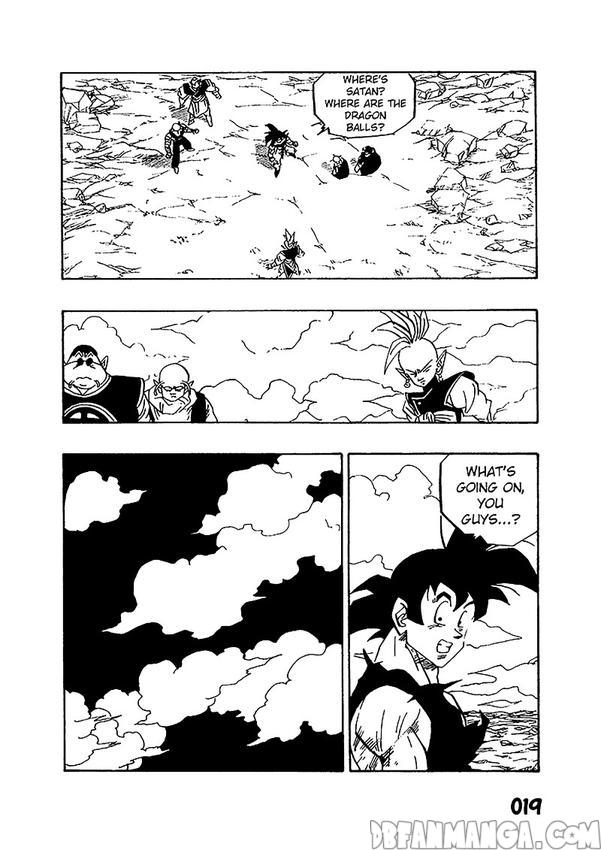 WHERE'S
SATAN?
WHERE ARE THE
DRAGON
BALLS?
WHAT'S
GOING ON,
YOU
GUYS...?
019
DBFANMANGA.COM